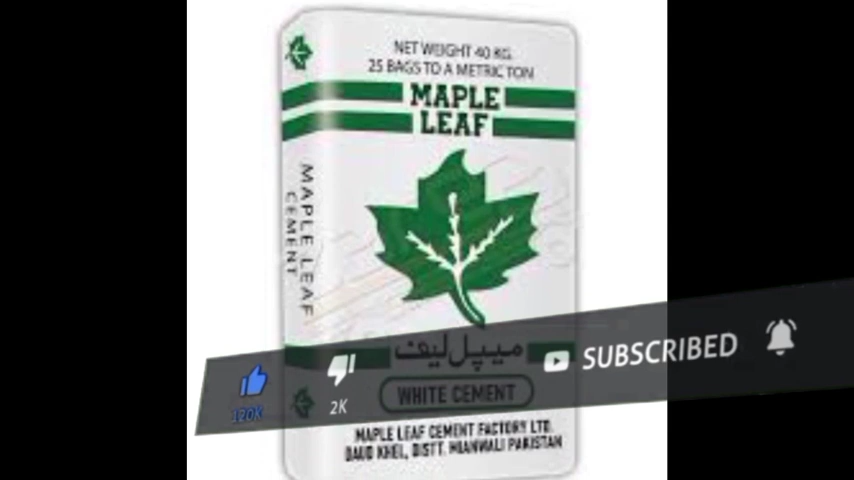 NET WEIGHT 40 KG.
25 BAGS TO A METRIC TON
MAPLE
LEAF
MAPLE LEAF
CEMENT
میپل لیف
WHITE CEMENT
MAPLE LEAF CEMENT FACTORY LTD.
DAUD KHEL, DISTT. MIANWALI PAKISTAN
120K
2K
SUBSCRIBED